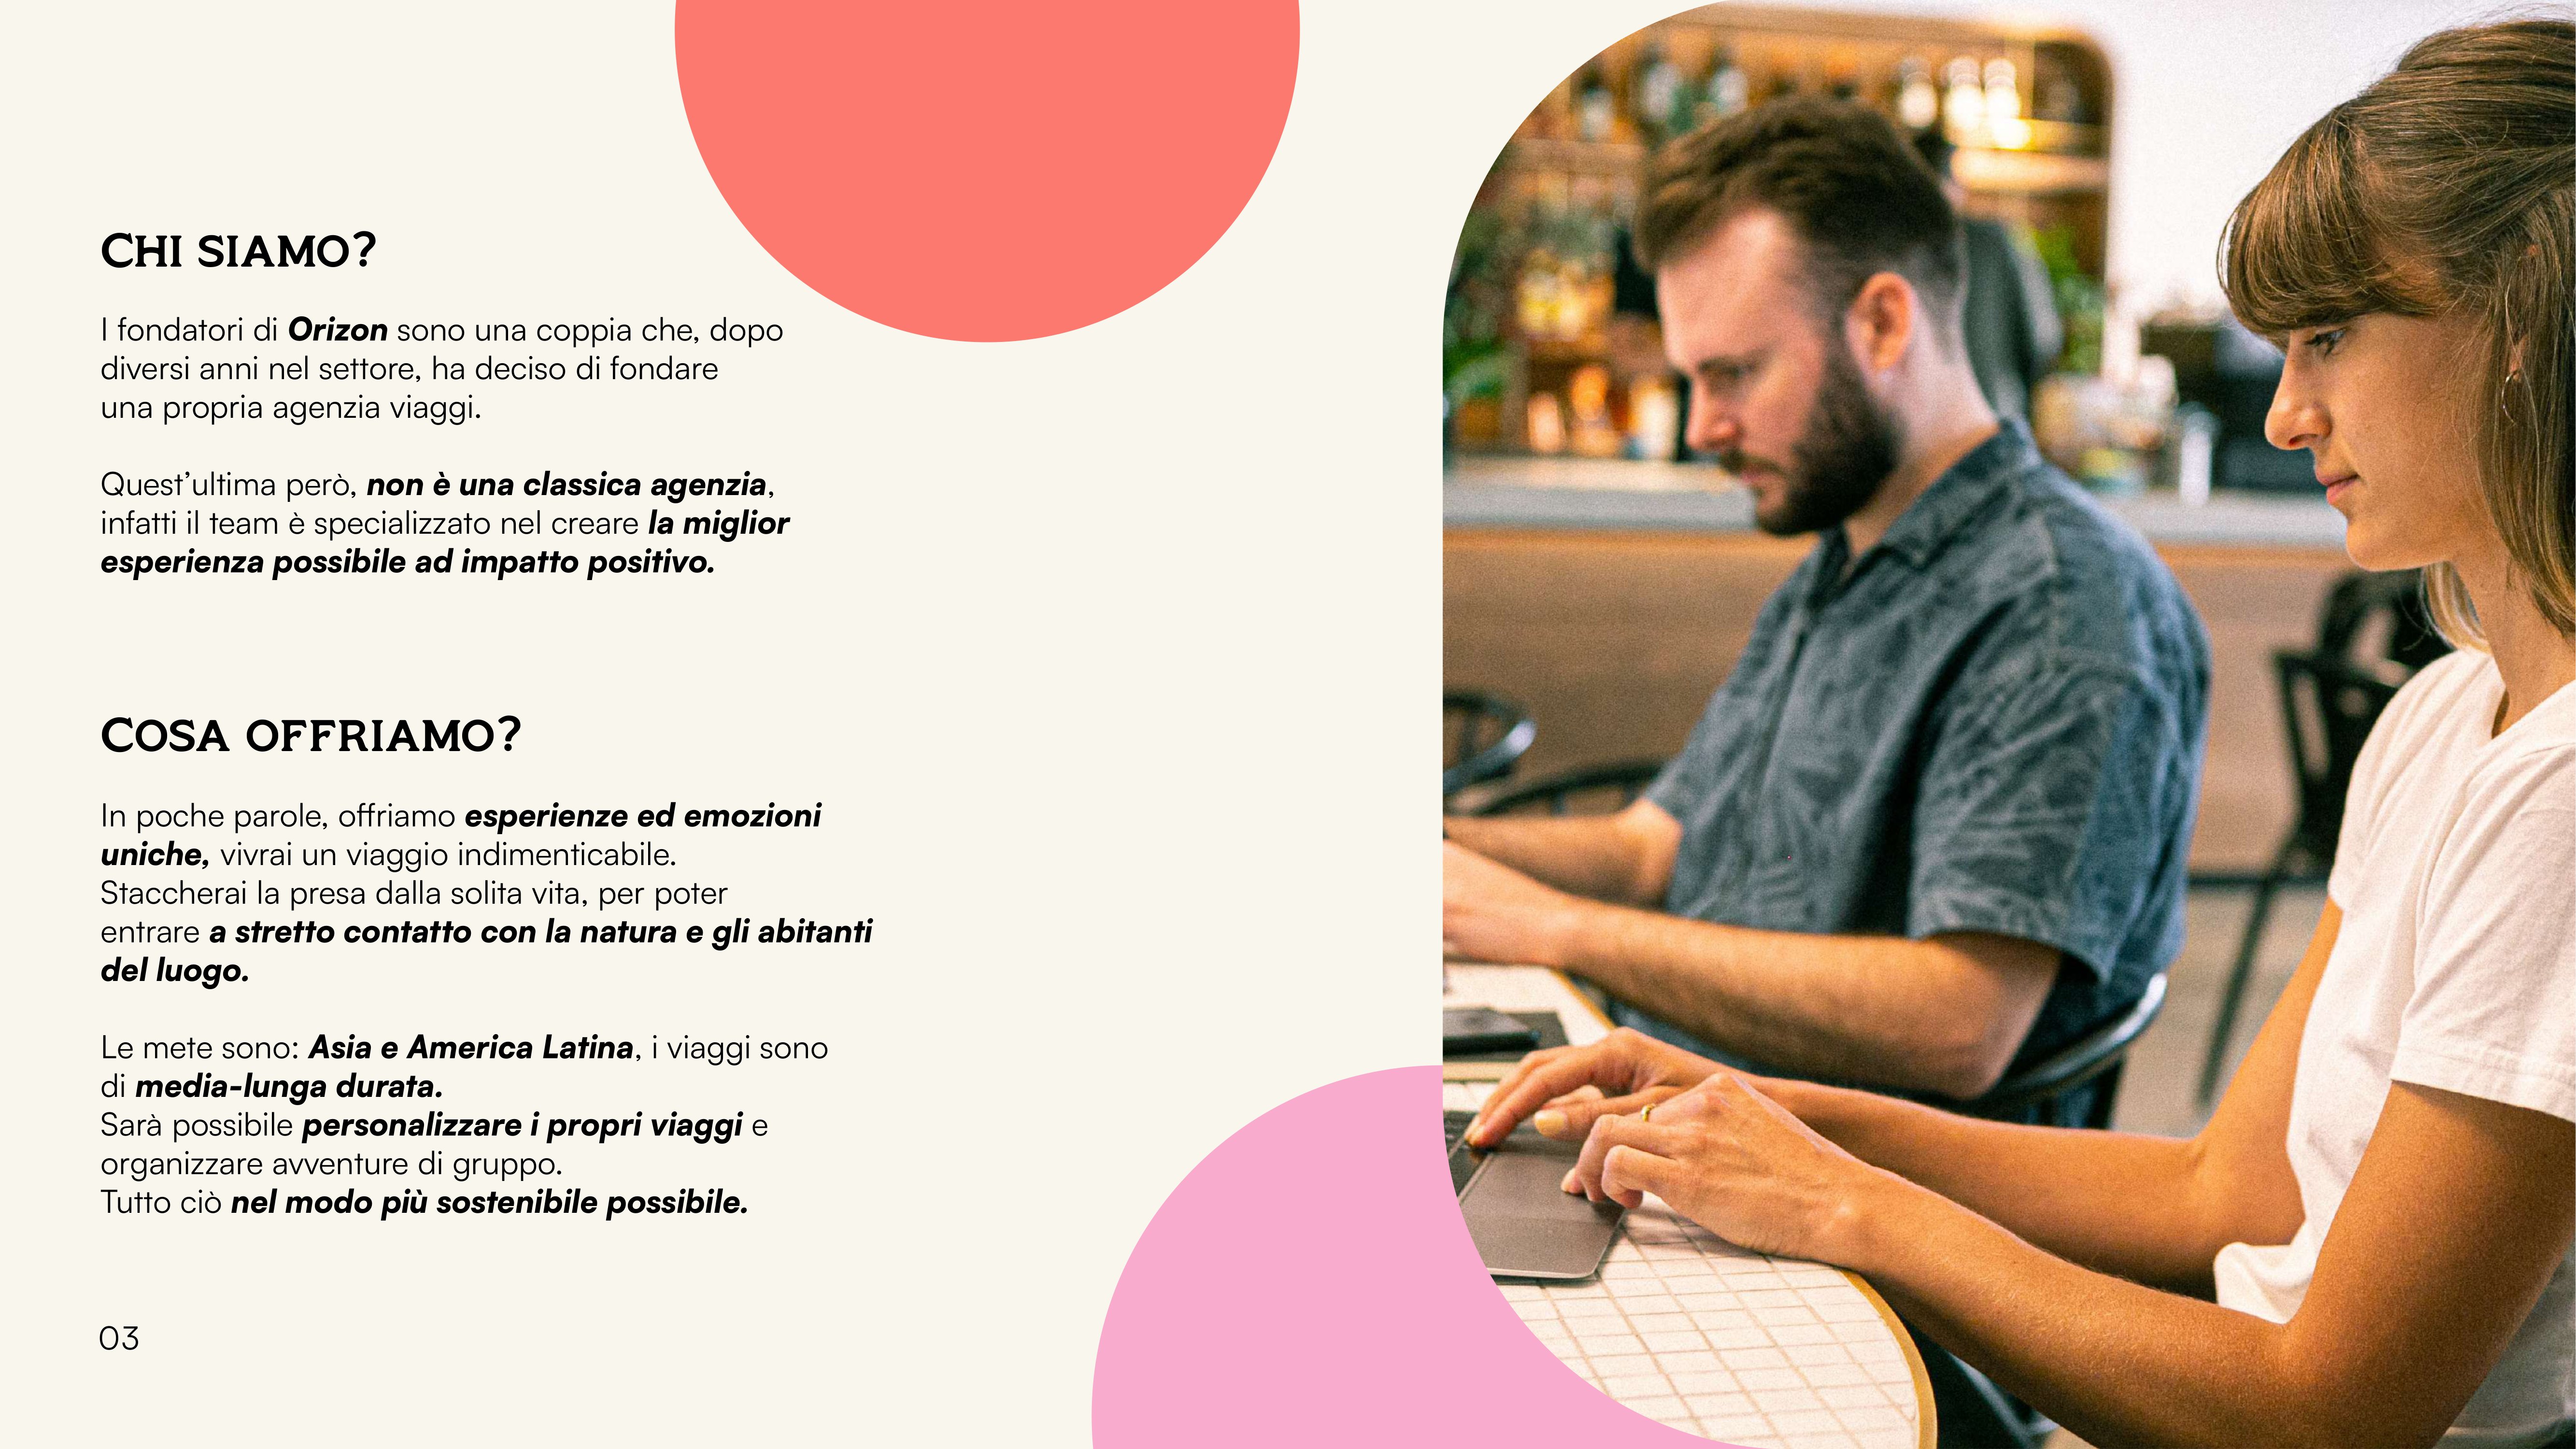 CHI SIAMO?
I fondatori di Orizon sono una coppia che, dopo
diversi anni nel settore, ha deciso di fondare
una propria agenzia viaggi.
Quest’ultima però, non è una classica agenzia,
infatti il team è specializzato nel creare la miglior
esperienza possibile ad impatto positivo.
COSA OFFRIAMO?
In poche parole, offriamo esperienze ed emozioni
uniche, vivrai un viaggio indimenticabile.
Staccherai la presa dalla solita vita, per poter
entrare a stretto contatto con la natura e gli abitanti
del luogo.
Le mete sono: Asia e America Latina, i viaggi sono
di media-lunga durata.
Sarà possibile personalizzare i propri viaggi e
organizzare avventure di gruppo.
Tutto ciò nel modo più sostenibile possibile.
03